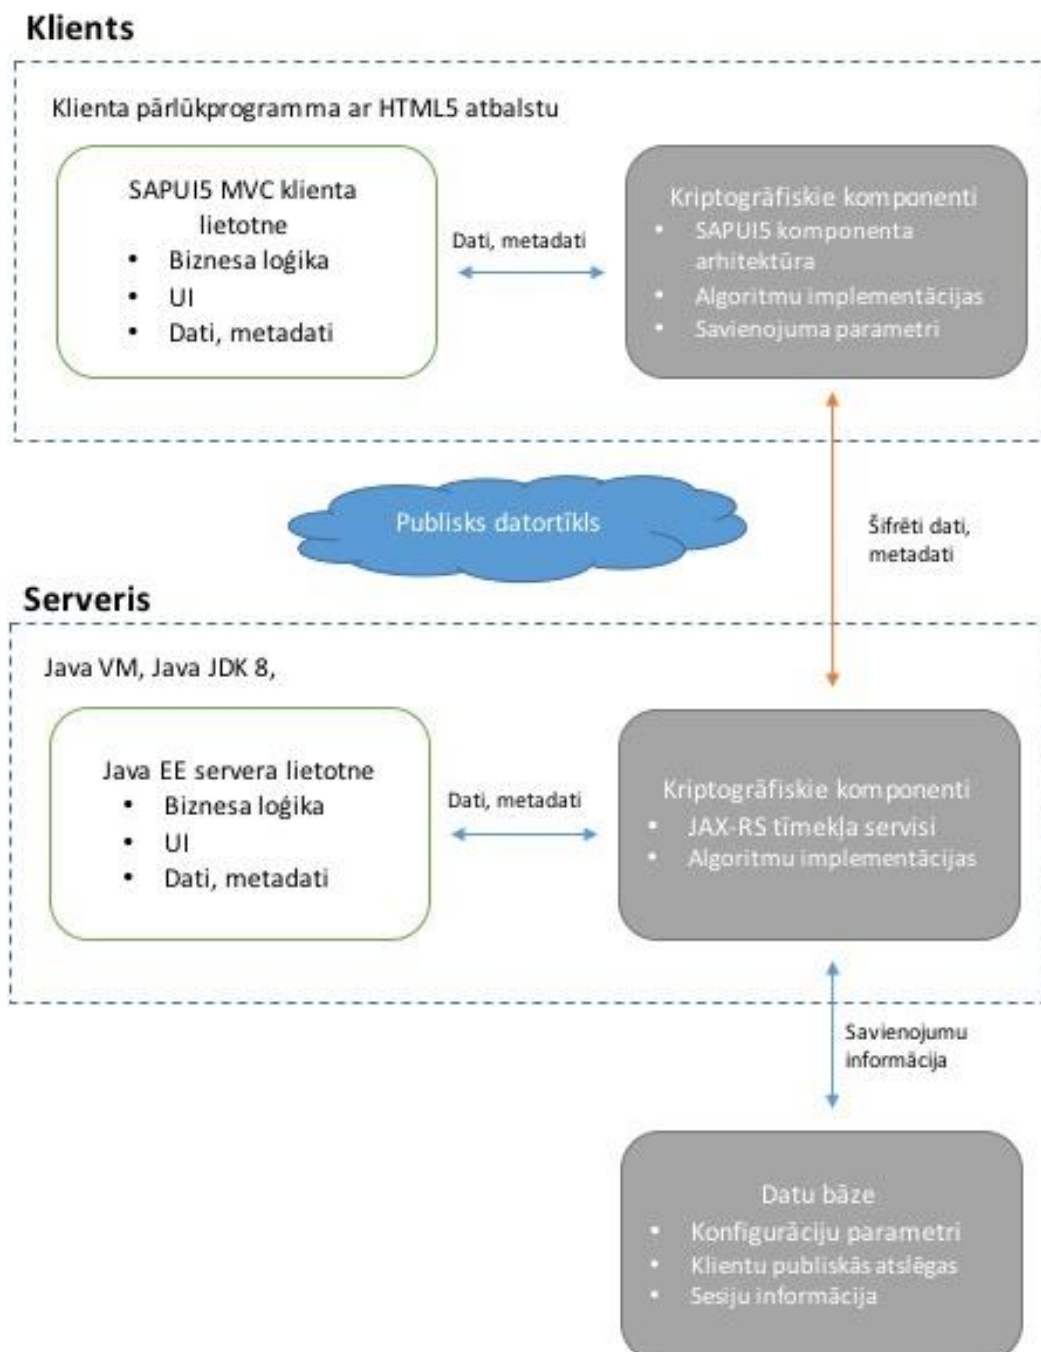 Klients
Klienta pārlūkprogramma ar HTML5 atbalstu
SAPUI5 MVC klienta
lietotne
• Biznesa loģika
• UI
• Dati, metadati
Dati, metadati
Kriptogrāfiskie komponenti
• SAPUI5 komponenta
arhitektūra
• Algoritmu implementācijas
• Savienojuma parametri
Publisks datortīkls
Šifrēti dati,
metadati
Serveris
Java VM, Java JDK 8,
Java EE servera lietotne
• Biznesa loģika
• UI
• Dati, metadati
Dati, metadati
Kriptogrāfiskie komponenti
• JAX-RS tīmekļa servisi
• Algoritmu implementācijas
Savienojumu
informācija
Datu bāze
• Konfigurāciju parametri
• Klientu publiskās atslēgas
• Sesiju informācija